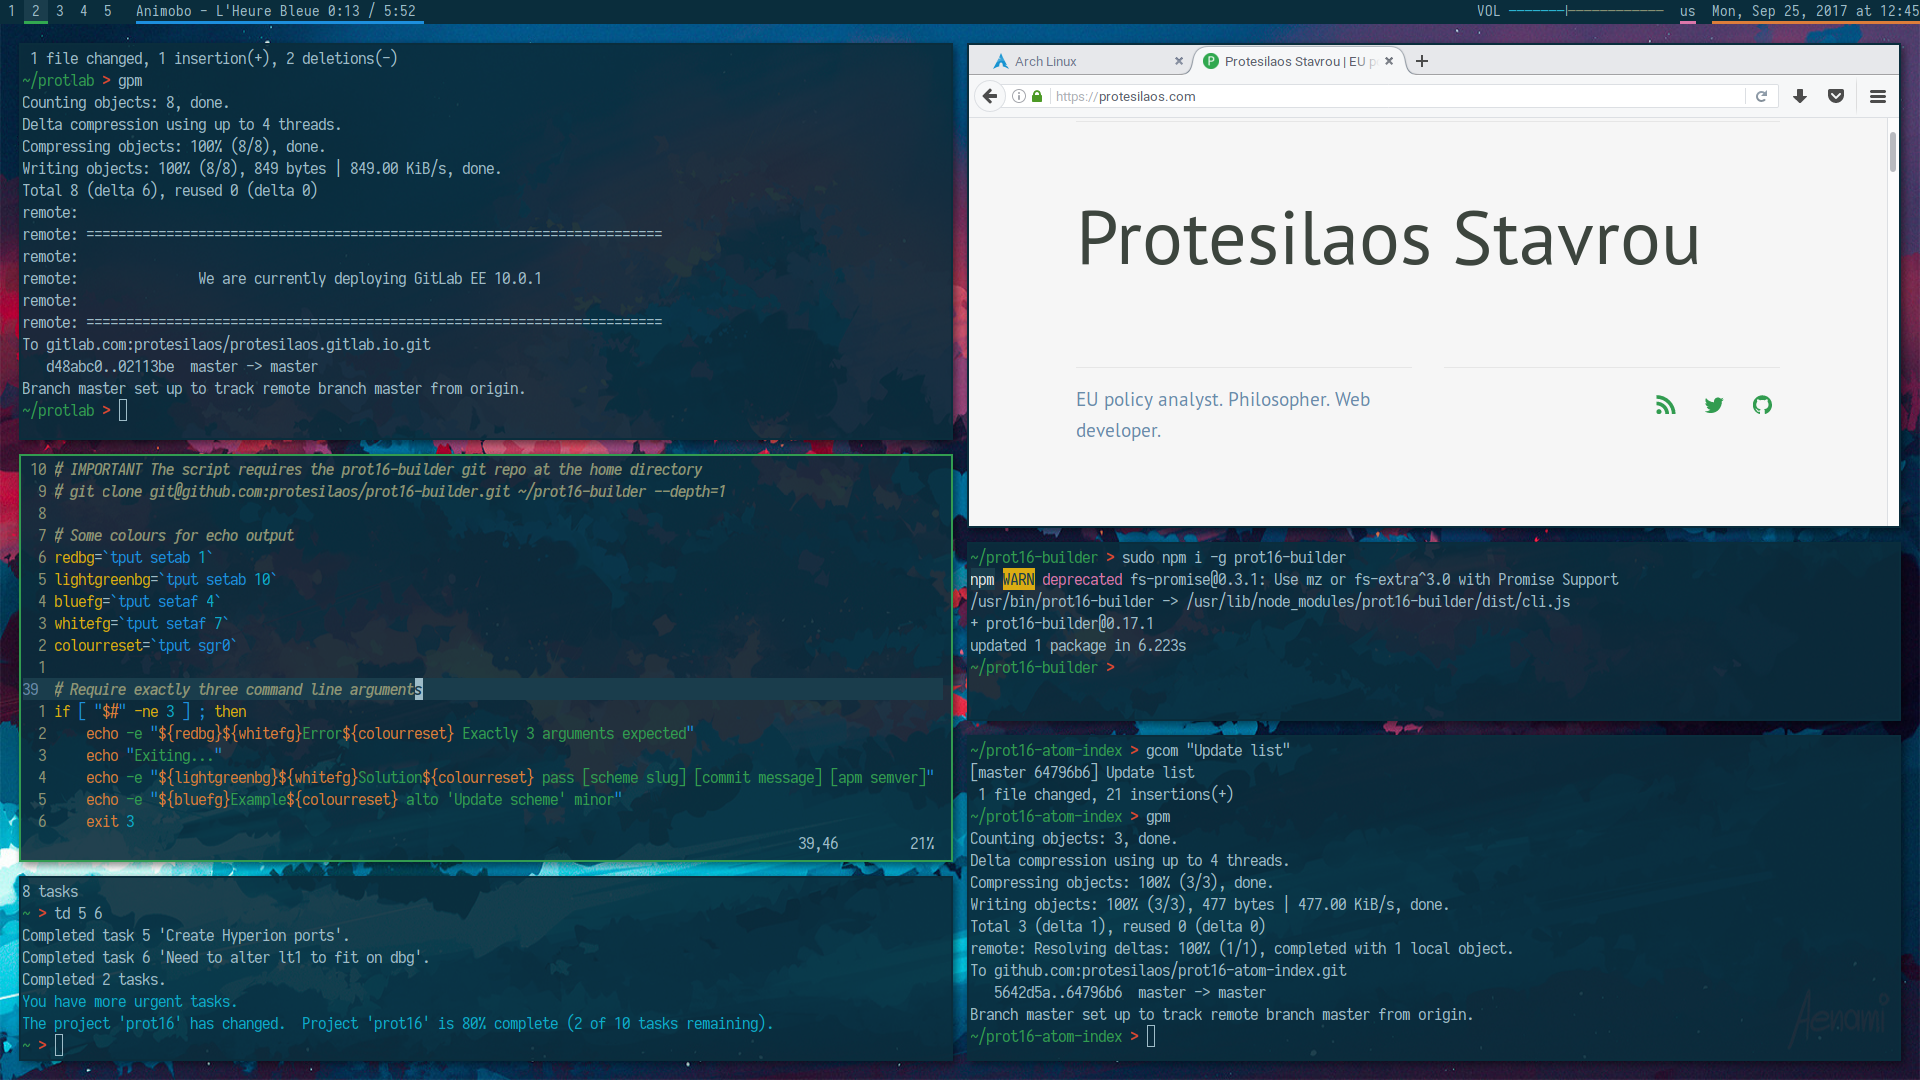 1 2 3 4 5 Animobo - L'Heure Bleue 0:13 / 5:52
VOL ───────|──────────── us Mon, Sep 25, 2017 at 12:45
1 file changed, 1 insertion(+), 2 deletions(-)
~/protlab > gpm
Counting objects: 8, done.
Delta compression using up to 4 threads.
Compressing objects: 100% (8/8), done.
Writing objects: 100% (8/8), 849 bytes | 849.00 KiB/s, done.
Total 8 (delta 6), reused 0 (delta 0)
remote:
remote: ========================================================================
remote:
remote: We are currently deploying GitLab EE 10.0.1
remote:
remote: ========================================================================
To gitlab.com:protesilaos/protesilaos.gitlab.io.git
d48abc0..02113be master -> master
Branch master set up to track remote branch master from origin.
~/protlab >
10 # IMPORTANT The script requires the prot16-builder git repo at the home directory
9 # git clone git@github.com:protesilaos/prot16-builder.git ~/prot16-builder --depth=1
8
7 # Some colours for echo output
6 redbg=`tput setab 1`
5 lightgreenbg=`tput setab 10`
4 bluefg=`tput setaf 4`
3 whitefg=`tput setaf 7`
2 colourreset=`tput sgr0`
1
39 # Require exactly three command line arguments
1 if [ "$#" -ne 3 ] ; then
2 echo -e "${redbg}${whitefg}Error${colourreset} Exactly 3 arguments expected"
3 echo "Exiting..."
4 echo -e "${lightgreenbg}${whitefg}Solution${colourreset} pass [scheme slug] [commit message] [apm semver]"
5 echo -e "${bluefg}Example${colourreset} alto 'Update scheme' minor"
6 exit 3
39,46 21%
8 tasks
~ > td 5 6
Completed task 5 'Create Hyperion ports'.
Completed task 6 'Need to alter lt1 to fit on dbg'.
Completed 2 tasks.
You have more urgent tasks.
The project 'prot16' has changed. Project 'prot16' is 80% complete (2 of 10 tasks remaining).
~ >
Arch Linux
Protesilaos Stavrou | EU p
https://protesilaos.com
Protesilaos Stavrou
EU policy analyst. Philosopher. Web
developer.
~/prot16-builder > sudo npm i -g prot16-builder
npm WARN deprecated fs-promise@0.3.1: Use mz or fs-extra^3.0 with Promise Support
/usr/bin/prot16-builder -> /usr/lib/node_modules/prot16-builder/dist/cli.js
+ prot16-builder@0.17.1
updated 1 package in 6.223s
~/prot16-builder >
~/prot16-atom-index > gcom "Update list"
[master 64796b6] Update list
1 file changed, 21 insertions(+)
~/prot16-atom-index > gpm
Counting objects: 3, done.
Delta compression using up to 4 threads.
Compressing objects: 100% (3/3), done.
Writing objects: 100% (3/3), 477 bytes | 477.00 KiB/s, done.
Total 3 (delta 1), reused 0 (delta 0)
remote: Resolving deltas: 100% (1/1), completed with 1 local object.
To github.com:protesilaos/prot16-atom-index.git
5642d5a..64796b6 master -> master
Branch master set up to track remote branch master from origin.
~/prot16-atom-index >
Aenami